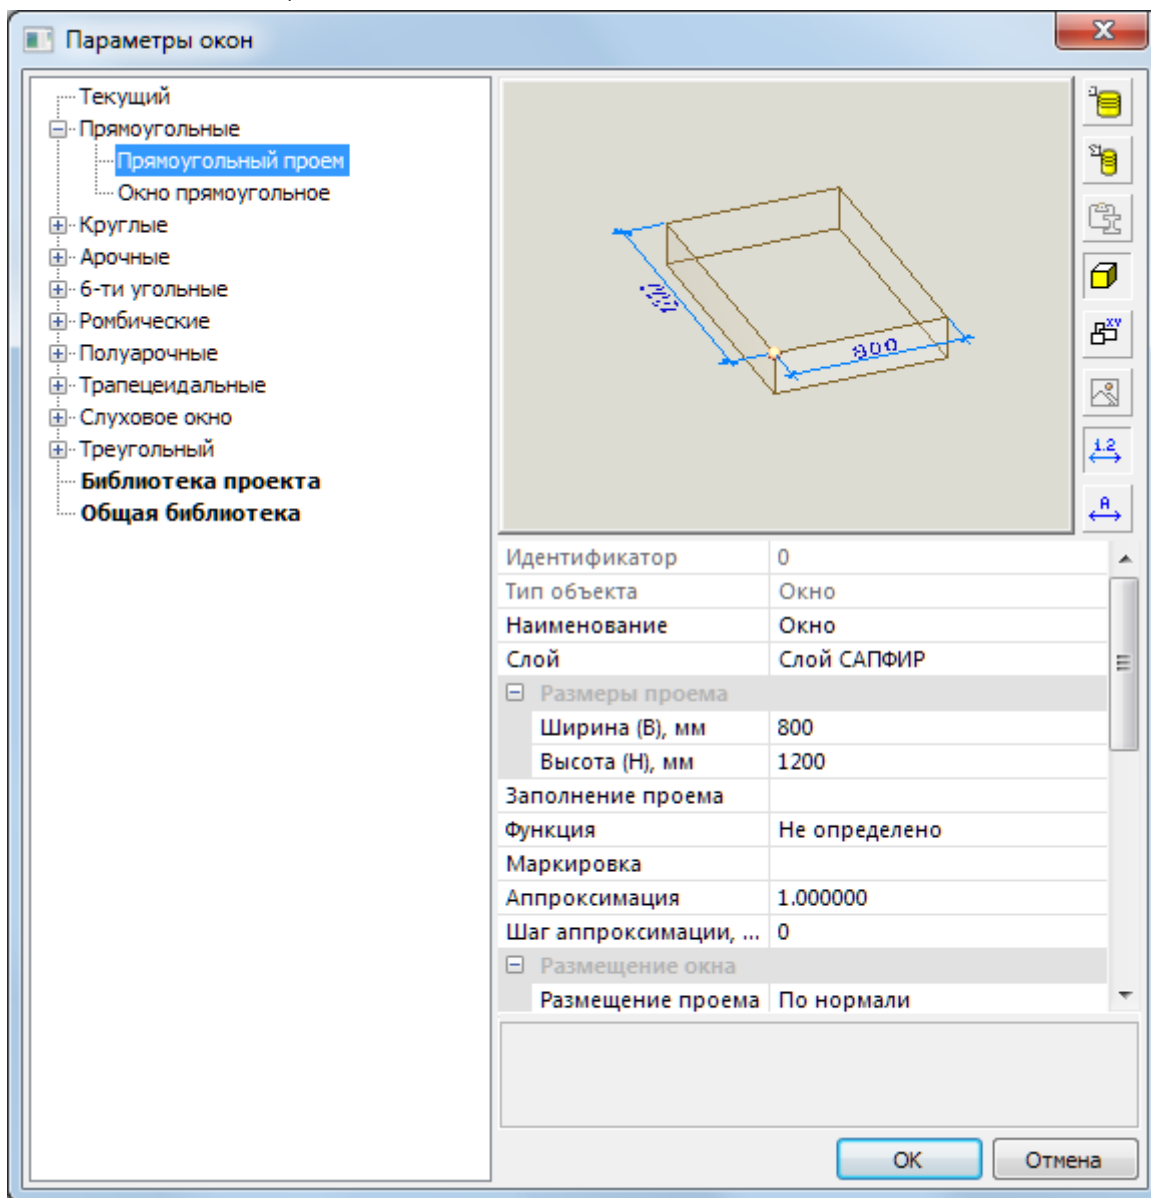 Параметры окон
Текущий
Прямоугольные
Прямоугольный проем
Окно прямоугольное
Круглые
Арочные
6-ти угольные
Ромбические
Полуарочные
Трапецеидальные
Слуховое окно
Треугольный
Библиотека проекта
Общая библиотека
800
XY
1.2
A
Идентификатор 0
Тип объекта Окно
Наименование Окно
Слой Слой САПФИР
Размеры проема
Ширина (B), мм 800
Высота (H), мм 1200
Заполнение проема
Функция Не определено
Маркировка
Аппроксимация 1.000000
Шаг аппроксимации, ... 0
Размещение окна
Размещение проема По нормали
OK Отмена